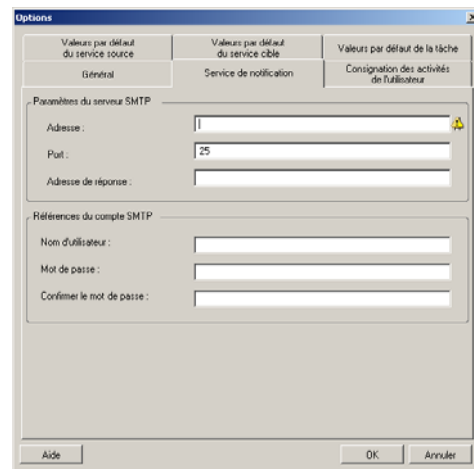 Options
Valeurs par défaut
du service source
Valeurs par défaut
du service cible
Valeurs par défaut de la tâche
Général
Service de notification
Consignation des activités
de l'utilisateur
Paramètres du serveur SMTP
Adresse :
Port :
25
Adresse de réponse :
Références du compte SMTP
Nom d'utilisateur :
Mot de passe :
Confirmer le mot de passe :
Aide
OK
Annuler